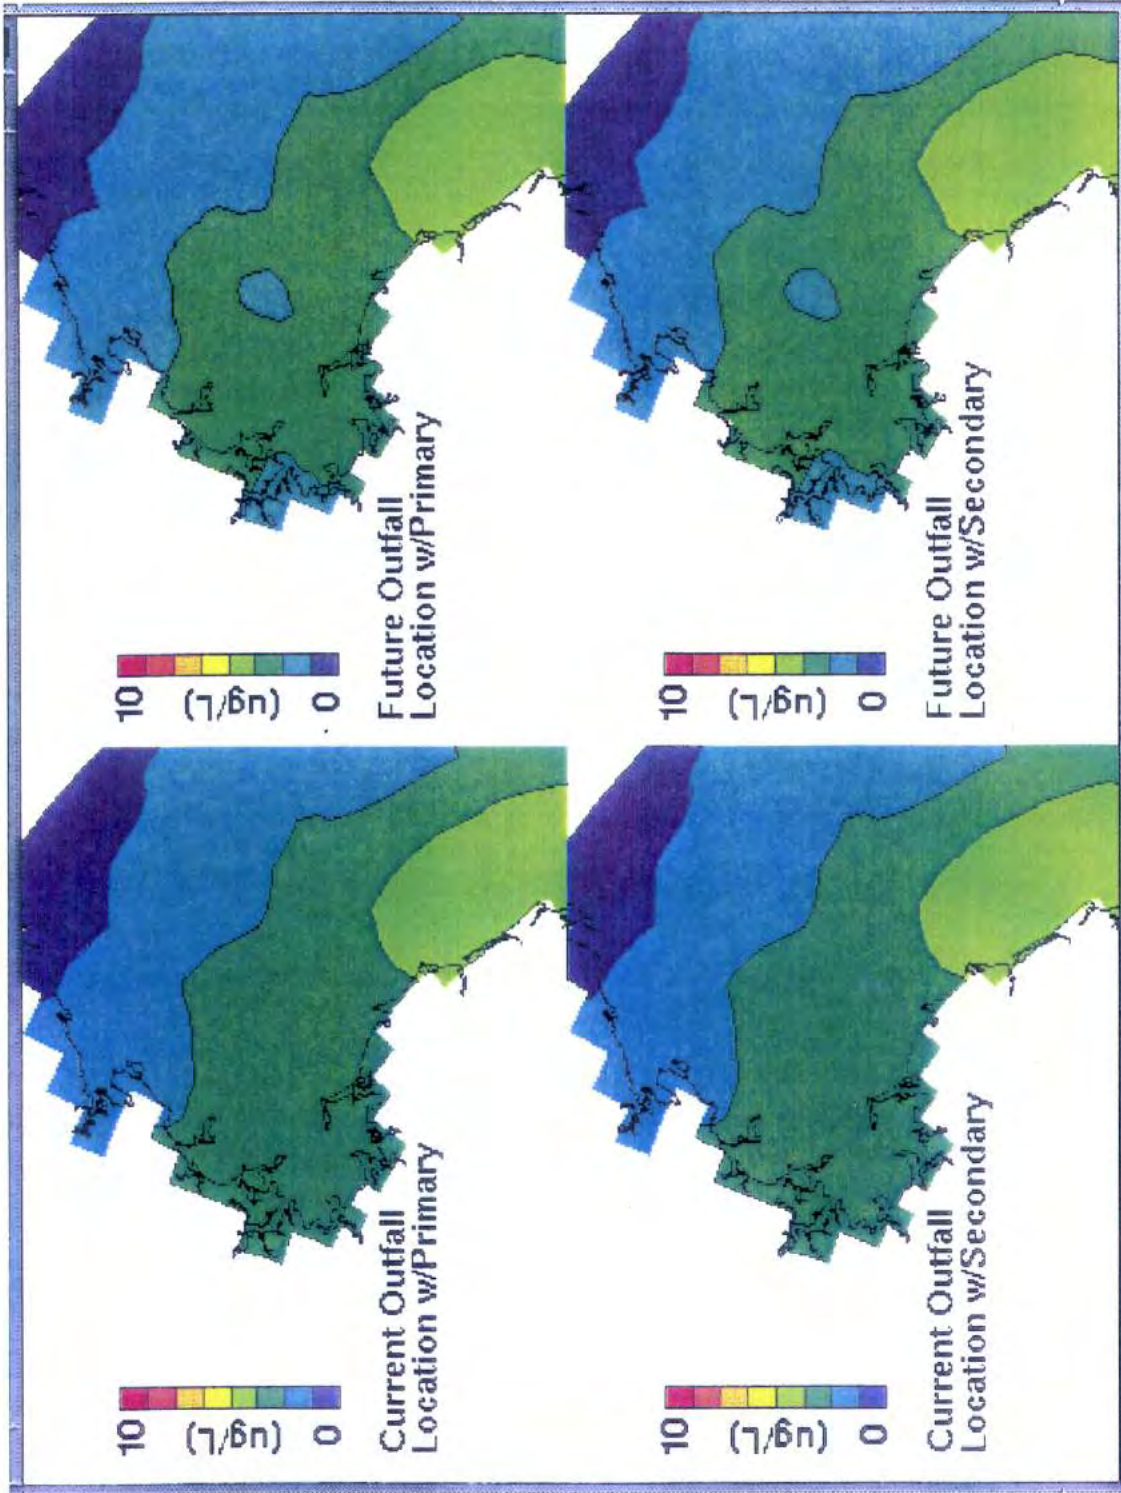 10
(ug/L)
0
Current Outfall
Location w/Primary
10
(ug/L)
0
Future Outfall
Location w/Primary
10
(ug/L)
0
Current Outfall
Location w/Secondary
10
(ug/L)
0
Future Outfall
Location w/Secondary